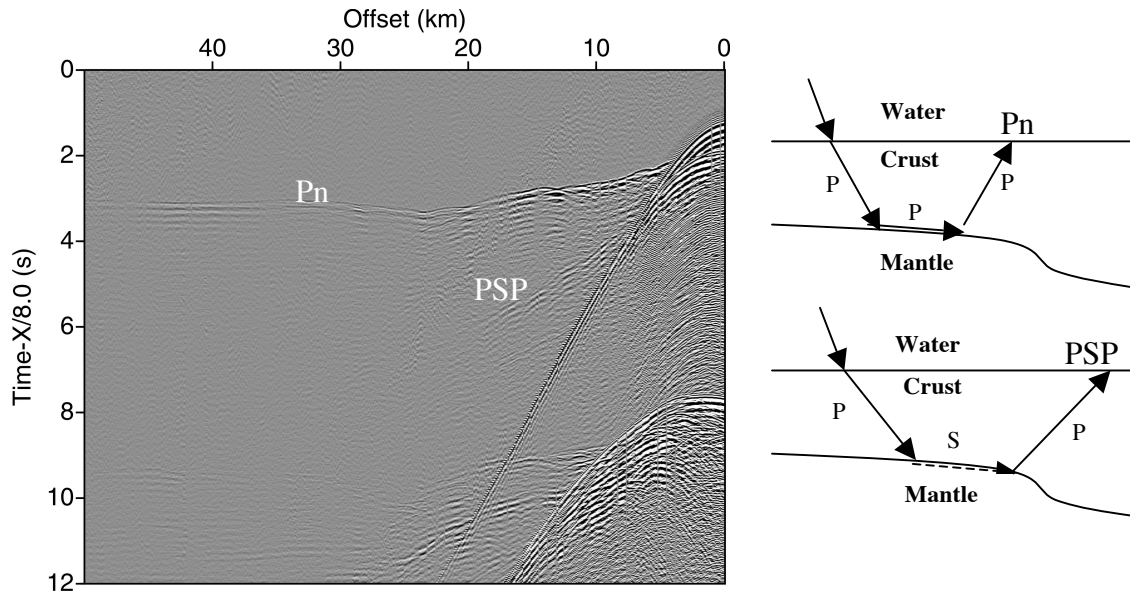 Offset (km)
40 30 20 10 0
0
2
4
6
8
10
12
Time-X/8.0 (s)
Pn
PSP
Water
Pn
Crust
P
P
P
Mantle
Water
PSP
Crust
P
S
P
Mantle